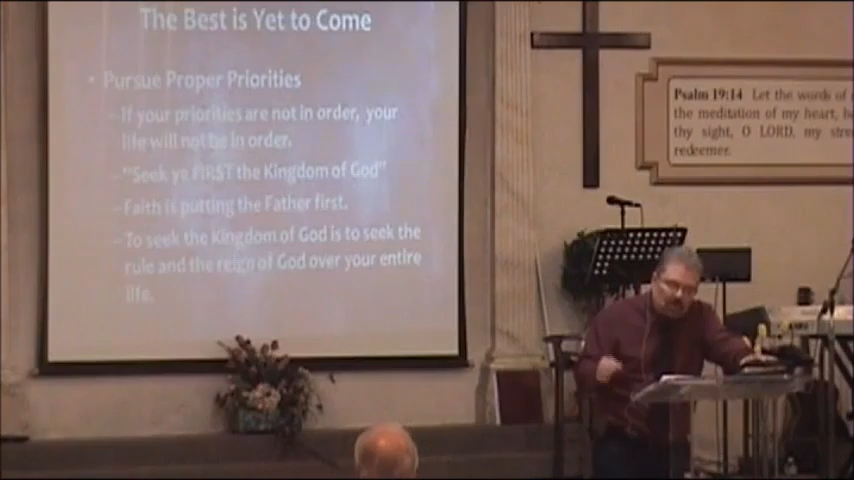 The Best is Yet to Come
• Pursue Proper Priorities
– If your priorities are not in order, your
life will not be in order.
– "Seek ye FIRST the Kingdom of God"
– Faith is putting the Father first.
– To seek the Kingdom of God is to seek the
rule and the reign of God over your entire
life.
Psalm 19:14 Let the words of
the meditation of my heart,
thy sight, O LORD, my
redeemer.